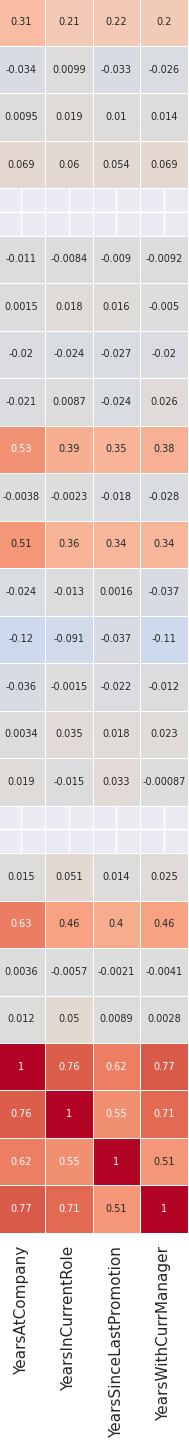 0.31 0.21 0.22 0.2
-0.034 0.0099 -0.033 -0.026
0.0095 0.019 0.01 0.014
0.069 0.06 0.054 0.069
-0.011 -0.0084 -0.009 -0.0092
0.0015 0.018 0.016 -0.005
-0.02 -0.024 -0.027 -0.02
-0.021 0.0087 -0.024 0.026
0.53 0.39 0.35 0.38
-0.0038 -0.0023 -0.018 -0.028
0.51 0.36 0.34 0.34
-0.024 -0.013 0.0016 -0.037
-0.12 -0.091 -0.037 -0.11
-0.036 -0.0015 -0.022 -0.012
0.0034 0.035 0.018 0.023
0.019 -0.015 0.033 -0.00087
0.015 0.051 0.014 0.025
0.63 0.46 0.4 0.46
0.0036 -0.0057 -0.0021 -0.0041
0.012 0.05 0.0089 0.0028
1 0.76 0.62 0.77
0.76 1 0.55 0.71
0.62 0.55 1 0.51
0.77 0.71 0.51 1
YearsAtCompany
YearsInCurrentRole
YearsSinceLastPromotion
YearsWithCurrManager